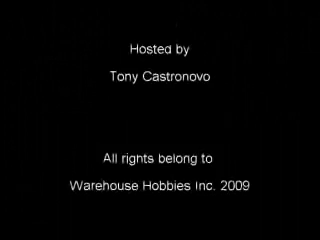 Hosted by
Tony Castronovo
All rights belong to
Warehouse Hobbies Inc. 2009